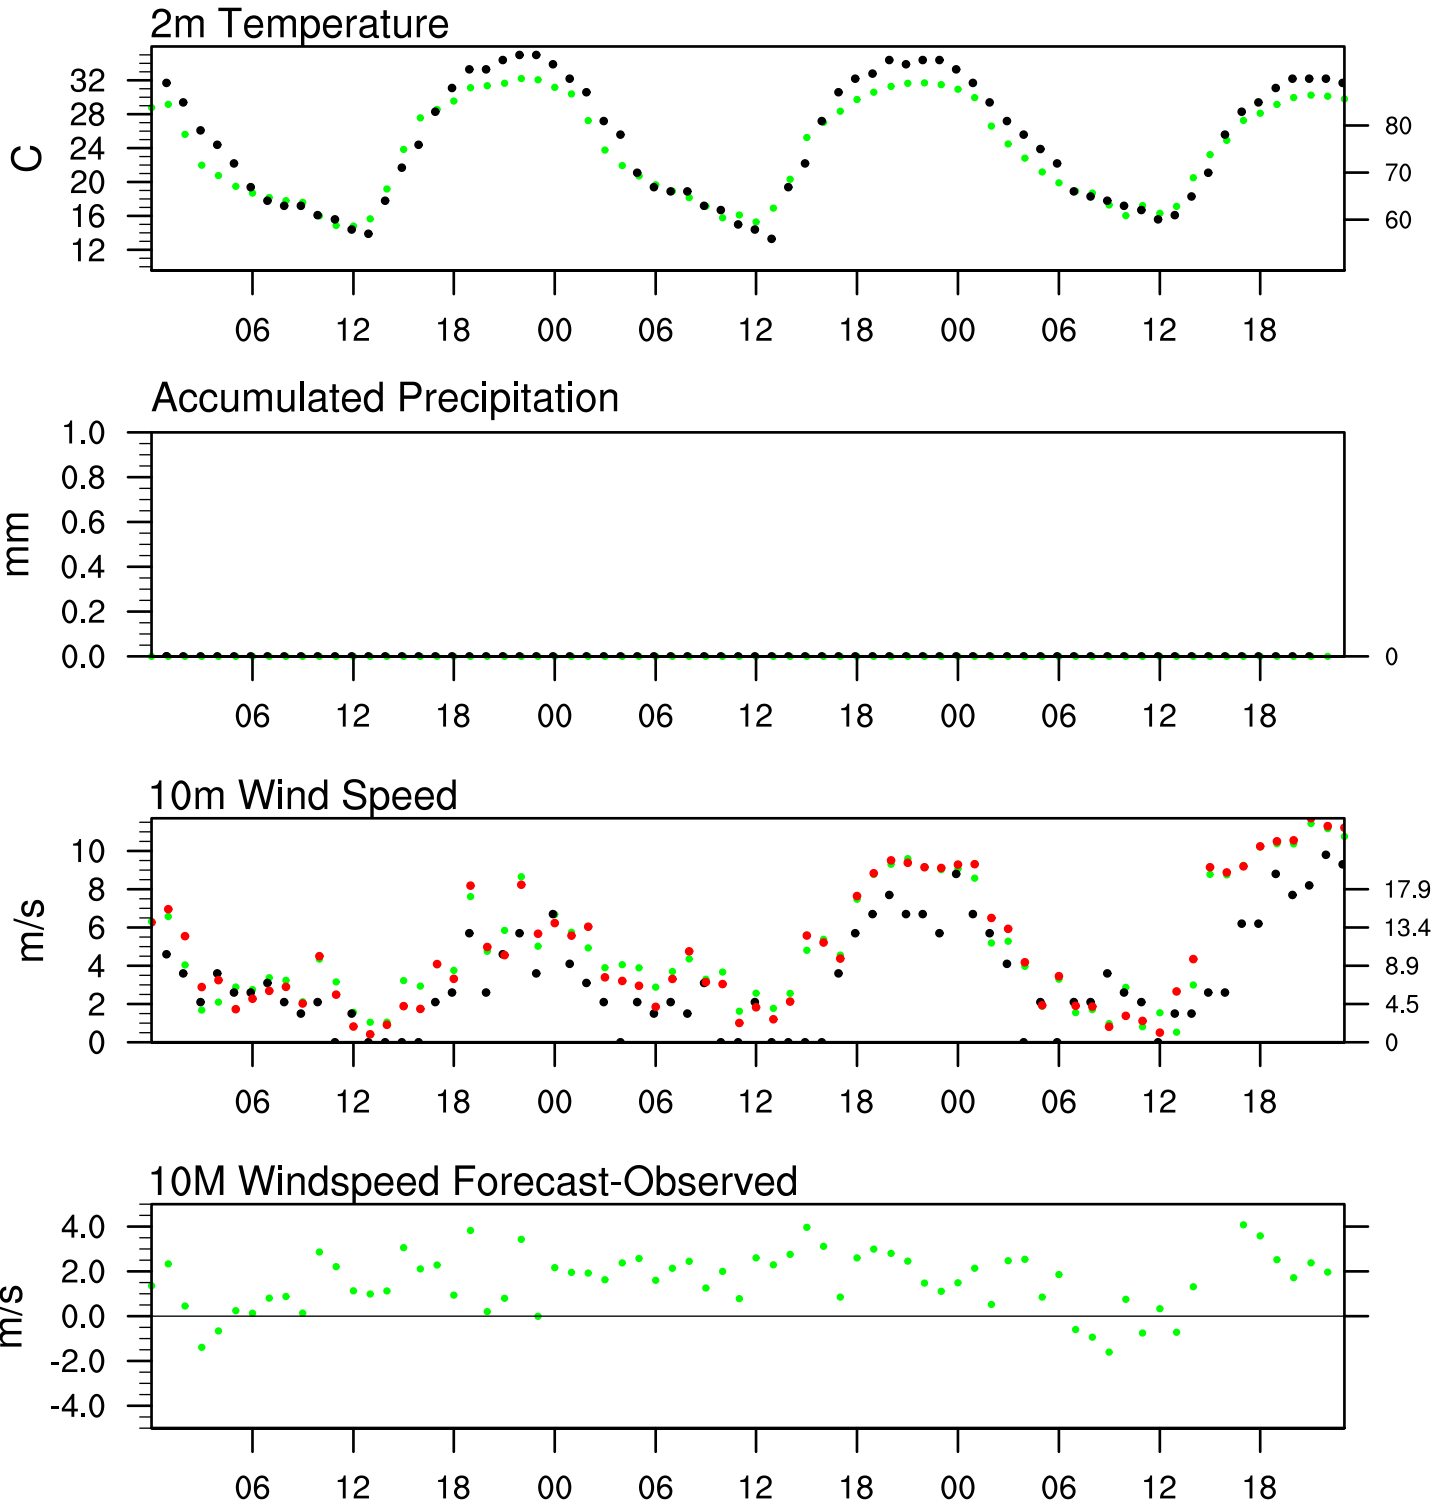 2m Temperature
C
32
28
24
20
16
12
80
70
60
06 12 18 00 06 12 18 00 06 12 18
Accumulated Precipitation
mm
1.0
0.8
0.6
0.4
0.2
0.0
0
06 12 18 00 06 12 18 00 06 12 18
10m Wind Speed
m/s
10
8
6
4
2
0
17.9
13.4
8.9
4.5
0
06 12 18 00 06 12 18 00 06 12 18
10M Windspeed Forecast-Observed
m/s
4.0
2.0
0.0
-2.0
-4.0
06 12 18 00 06 12 18 00 06 12 18